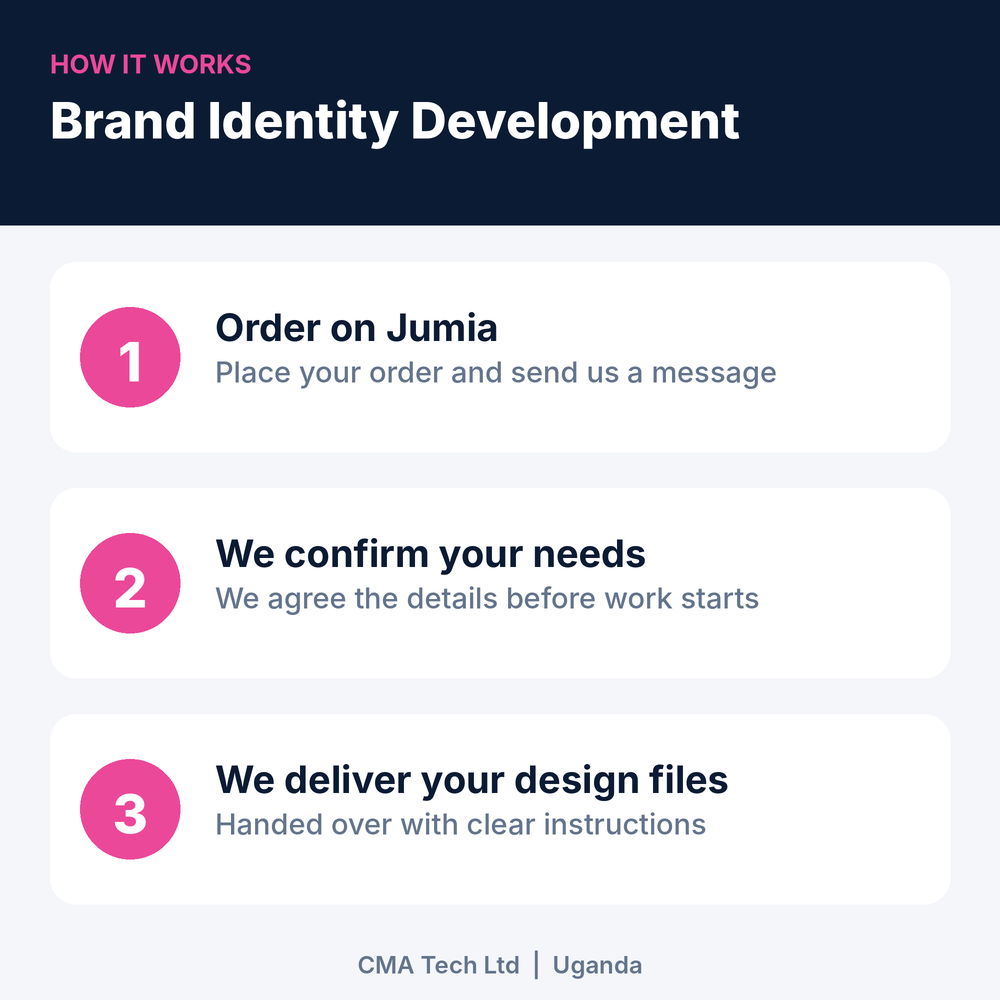 HOW IT WORKS
Brand Identity Development
1
Order on Jumia
Place your order and send us a message
2
We confirm your needs
We agree the details before work starts
3
We deliver your design files
Handed over with clear instructions
CMA Tech Ltd | Uganda